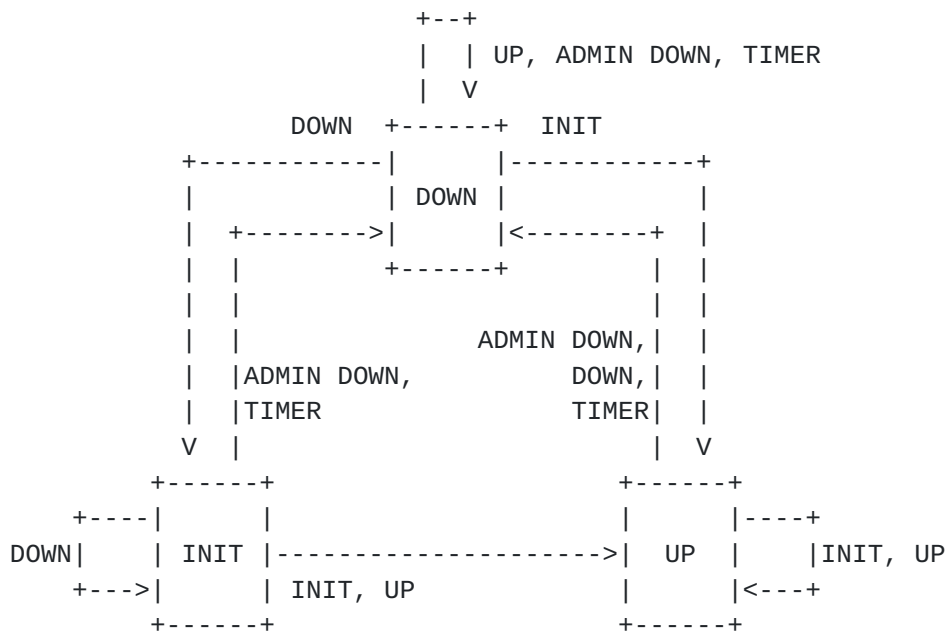 UP, ADMIN DOWN, TIMER
DOWN INIT
DOWN
ADMIN DOWN,
ADMIN DOWN, DOWN,
TIMER TIMER
DOWN INIT UP INIT, UP
INIT, UP